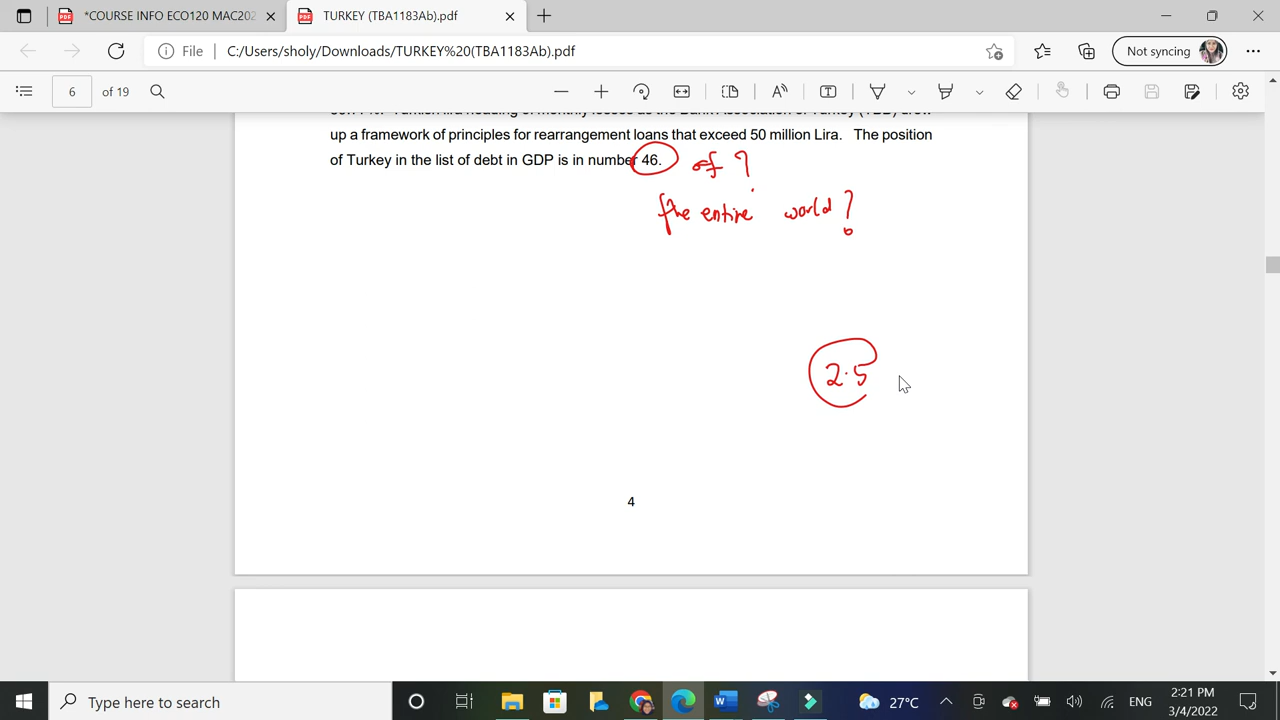 *COURSE INFO ECO120 MAC202
TURKEY (TBA1183Ab).pdf
File
C:/Users/sholy/Downloads/TURKEY%20(TBA1183Ab).pdf
Not syncing
6 of 19
up a framework of principles for rearrangement loans that exceed 50 million Lira. The position
of Turkey in the list of debt in GDP is in number 46. of ?
the entire world?
2.5
4
Type here to search
27°C
ENG
2:21 PM
3/4/2022